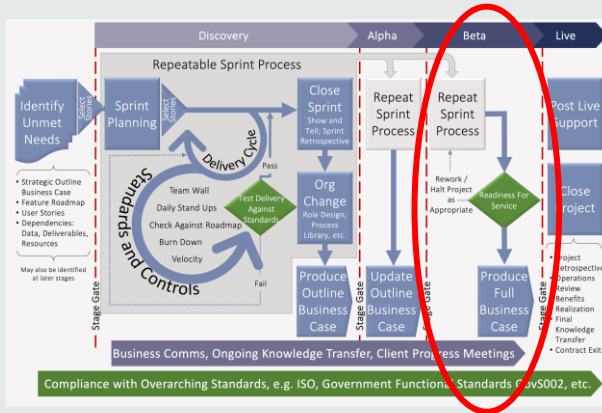 Discovery
Alpha
Beta
Live
Repeatable Sprint Process
Identify
Unmet
Needs
Select
Stories
Sprint
Planning
Select
Stories
Delivery Cycle
Pass
Close
Sprint
Show and
Tell; Sprint
Retrospective
Repeat
Sprint
Process
Repeat
Sprint
Process
Post Live
Support
• Strategic Outline
Business Case
• Feature Roadmap
• User Stories
• Dependencies:
Data, Deliverables,
Resources
May also be identified
at later stages
Standards and Controls
Team Wall
Daily Stand Ups
Check Against Roadmap
Burn Down
Velocity
Test Delivery
Against
Standards
Fail
Org
Change
Role Design;
Process
Library, etc.
Rework /
Halt Project
as
Appropriate
Readiness For
Service
Close
Project
Produce
Outline
Business
Case
Update
Outline
Business
Case
Produce
Full
Business
Case
• Project
Retrospective
• Operations
Review
Benefits
Realization
• Final
Knowledge
Transfer
• Contract Exit
Stage Gate
Stage Gate
Stage Gate
Stage Gate
Business Comms, Ongoing Knowledge Transfer, Client Progress Meetings
Compliance with Overarching Standards, e.g. ISO, Government Functional Standards GovS002, etc.